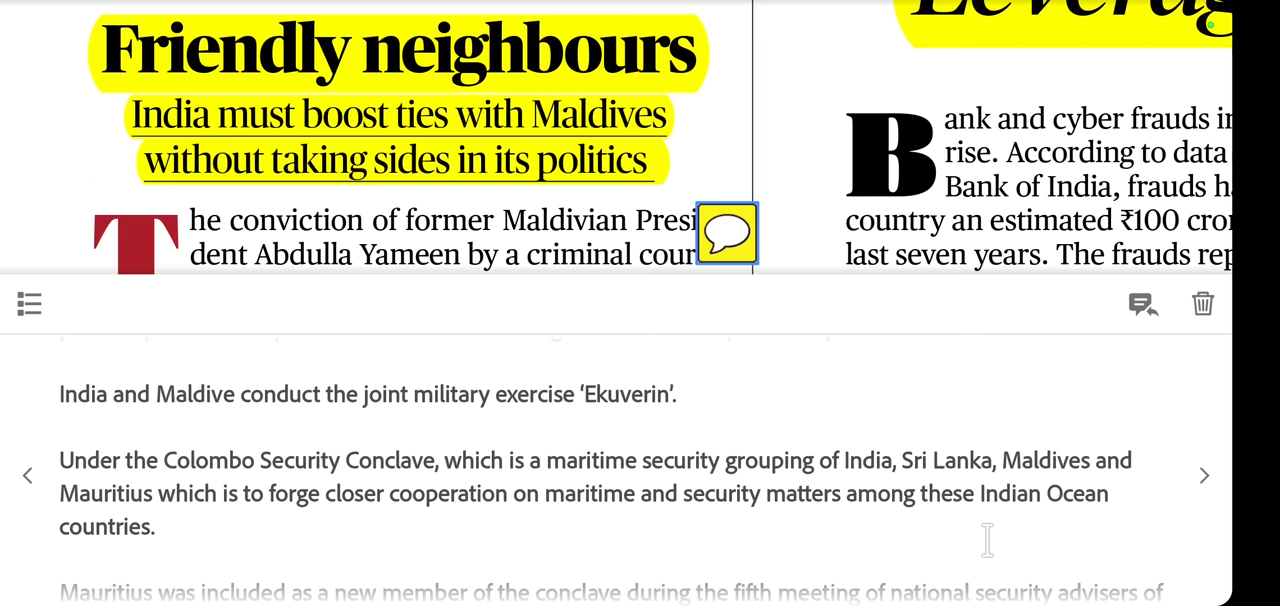 Friendly neighbours
India must boost ties with Maldives
without taking sides in its politics
The conviction of former Maldivian Presi
dent Abdulla Yameen by a criminal cour
Bank and cyber frauds in
rise. According to data
Bank of India, frauds h
country an estimated ₹100 cror
last seven years. The frauds rep
India and Maldive conduct the joint military exercise ‘Ekuverin’.
Under the Colombo Security Conclave, which is a maritime security grouping of India, Sri Lanka, Maldives and
Mauritius which is to forge closer cooperation on maritime and security matters among these Indian Ocean
countries.
Mauritius was included as a new member of the conclave during the fifth meeting of national security advisers of